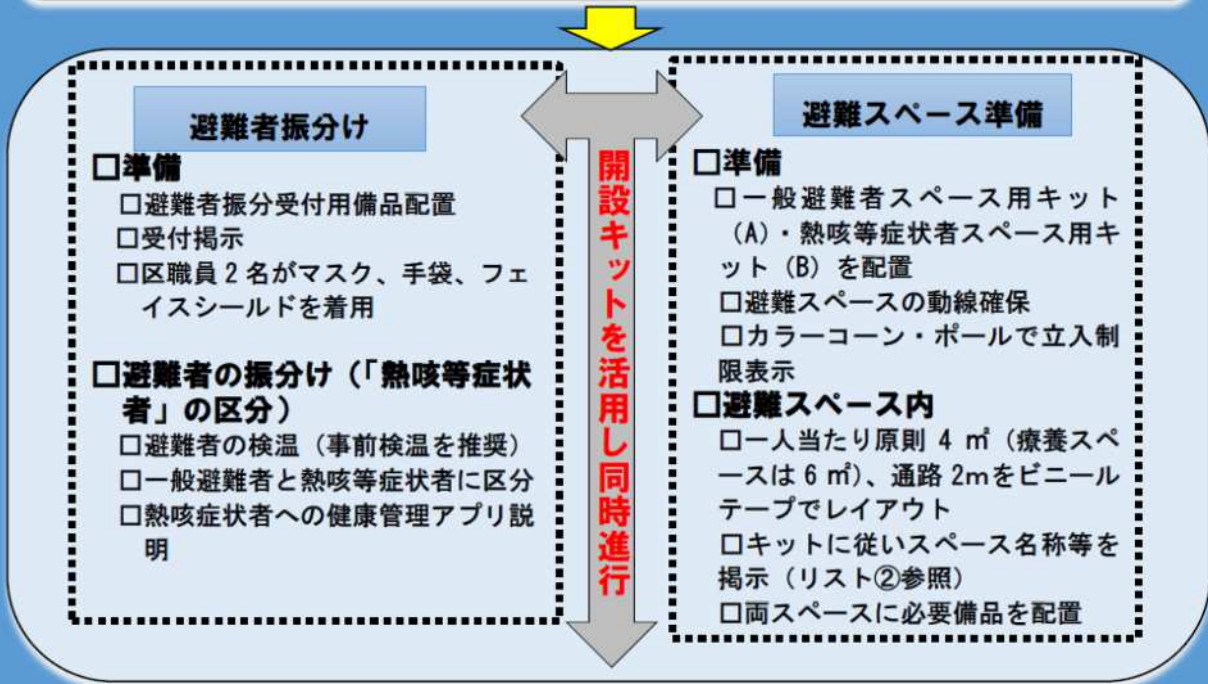 避難者振分け
□準備
□避難者振分受付用備品配置
□受付掲示
□区職員2名がマスク、手袋、フェ
イスシールドを着用
□避難者の振分け（「熱咳等症状
者」の区分）
□避難者の検温（事前検温を推奨）
□一般避難者と熱咳等症状者に区分
□熱咳症状者への健康管理アプリ説
明
開設キットを活用し同時進行
避難スペース準備
□準備
□一般避難者スペース用キット
（A）・熱咳等症状者スペース用キ
ット（B）を配置
□避難スペースの動線確保
□カラーコーン・ポールで立入制
限表示
□避難スペース内
□一人当たり原則 4 ㎡（療養スペ
ースは 6 ㎡）、通路 2mをビニール
テープでレイアウト
□キットに従いスペース名称等を
掲示（リスト②参照）
□両スペースに必要備品を配置